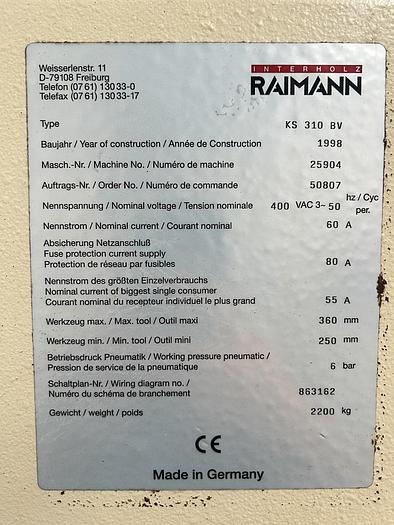 Weisserlenstr. 11
D-79108 Freiburg
Telefon (07 61) 130 33-0
Telefax (07 61) 130 33-17
INTERHOLZ
RAIMANN
Type KS 310 BV
Baujahr / Year of construction / Année de Construction 1998
Masch.-Nr. / Machine No. / Numéro de machine 25904
Auftrags-Nr. / Order No. / Numéro de commande 50807
Nennspannung / Nominal voltage / Tension nominale 400 VAC 3~ 50 hz / Cyc per.
Nennstrom / Nominal current / Courant nominal 60 A
Absicherung Netzanschluß
Fuse protection current supply
Protection de réseau par fusibles 80 A
Nennstrom des größten Einzelverbrauchs
Nominal current of biggest single consumer
Courant nominal du recepteur individuel le plus grand 55 A
Werkzeug max. / Max. tool / Outil maxi 360 mm
Werkzeug min. / Min. tool / Outil mini 250 mm
Betriebsdruck Pneumatik / Working pressure pneumatic /
Pression de service de la pneumatique 6 bar
Schaltplan-Nr. / Wiring diagram no. /
Numéro du schéma de branchement 863162
Gewicht / weight / poids 2200 kg
CE
Made in Germany